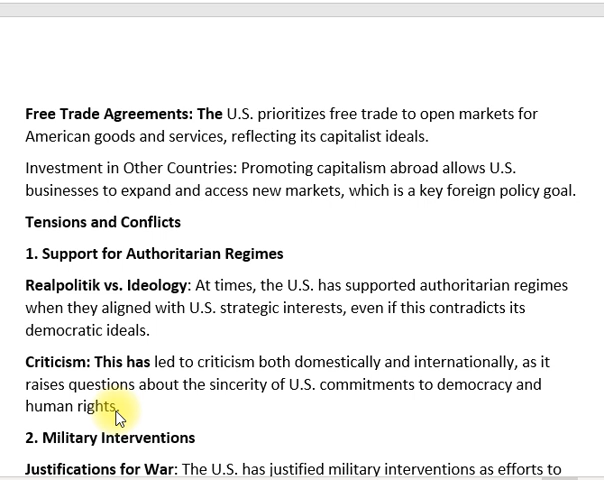 Free Trade Agreements: The U.S. prioritizes free trade to open markets for
American goods and services, reflecting its capitalist ideals.
Investment in Other Countries: Promoting capitalism abroad allows U.S.
businesses to expand and access new markets, which is a key foreign policy goal.
Tensions and Conflicts
1. Support for Authoritarian Regimes
Realpolitik vs. Ideology: At times, the U.S. has supported authoritarian regimes
when they aligned with U.S. strategic interests, even if this contradicts its
democratic ideals.
Criticism: This has led to criticism both domestically and internationally, as it
raises questions about the sincerity of U.S. commitments to democracy and
human rights.
2. Military Interventions
Justifications for War: The U.S. has justified military interventions as efforts to